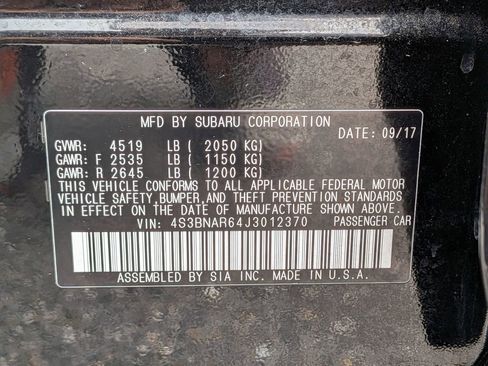 MFD BY SUBARU CORPORATION
DATE: 09/17
GVWR: 4519 LB ( 2050 KG)
GAWR: F 2535 LB ( 1150 KG)
GAWR: R 2645 LB ( 1200 KG)
THIS VEHICLE CONFORMS TO ALL APPLICABLE FEDERAL MOTOR
VEHICLE SAFETY,BUMPER,AND THEFT PREVENTION STANDARDS
IN EFFECT ON THE DATE OF MANUFACTURE SHOWN ABOVE.
VIN: 4S3BNAR64J3012370 PASSENGER CAR
ASSEMBLED BY SIA INC. MADE IN U.S.A.